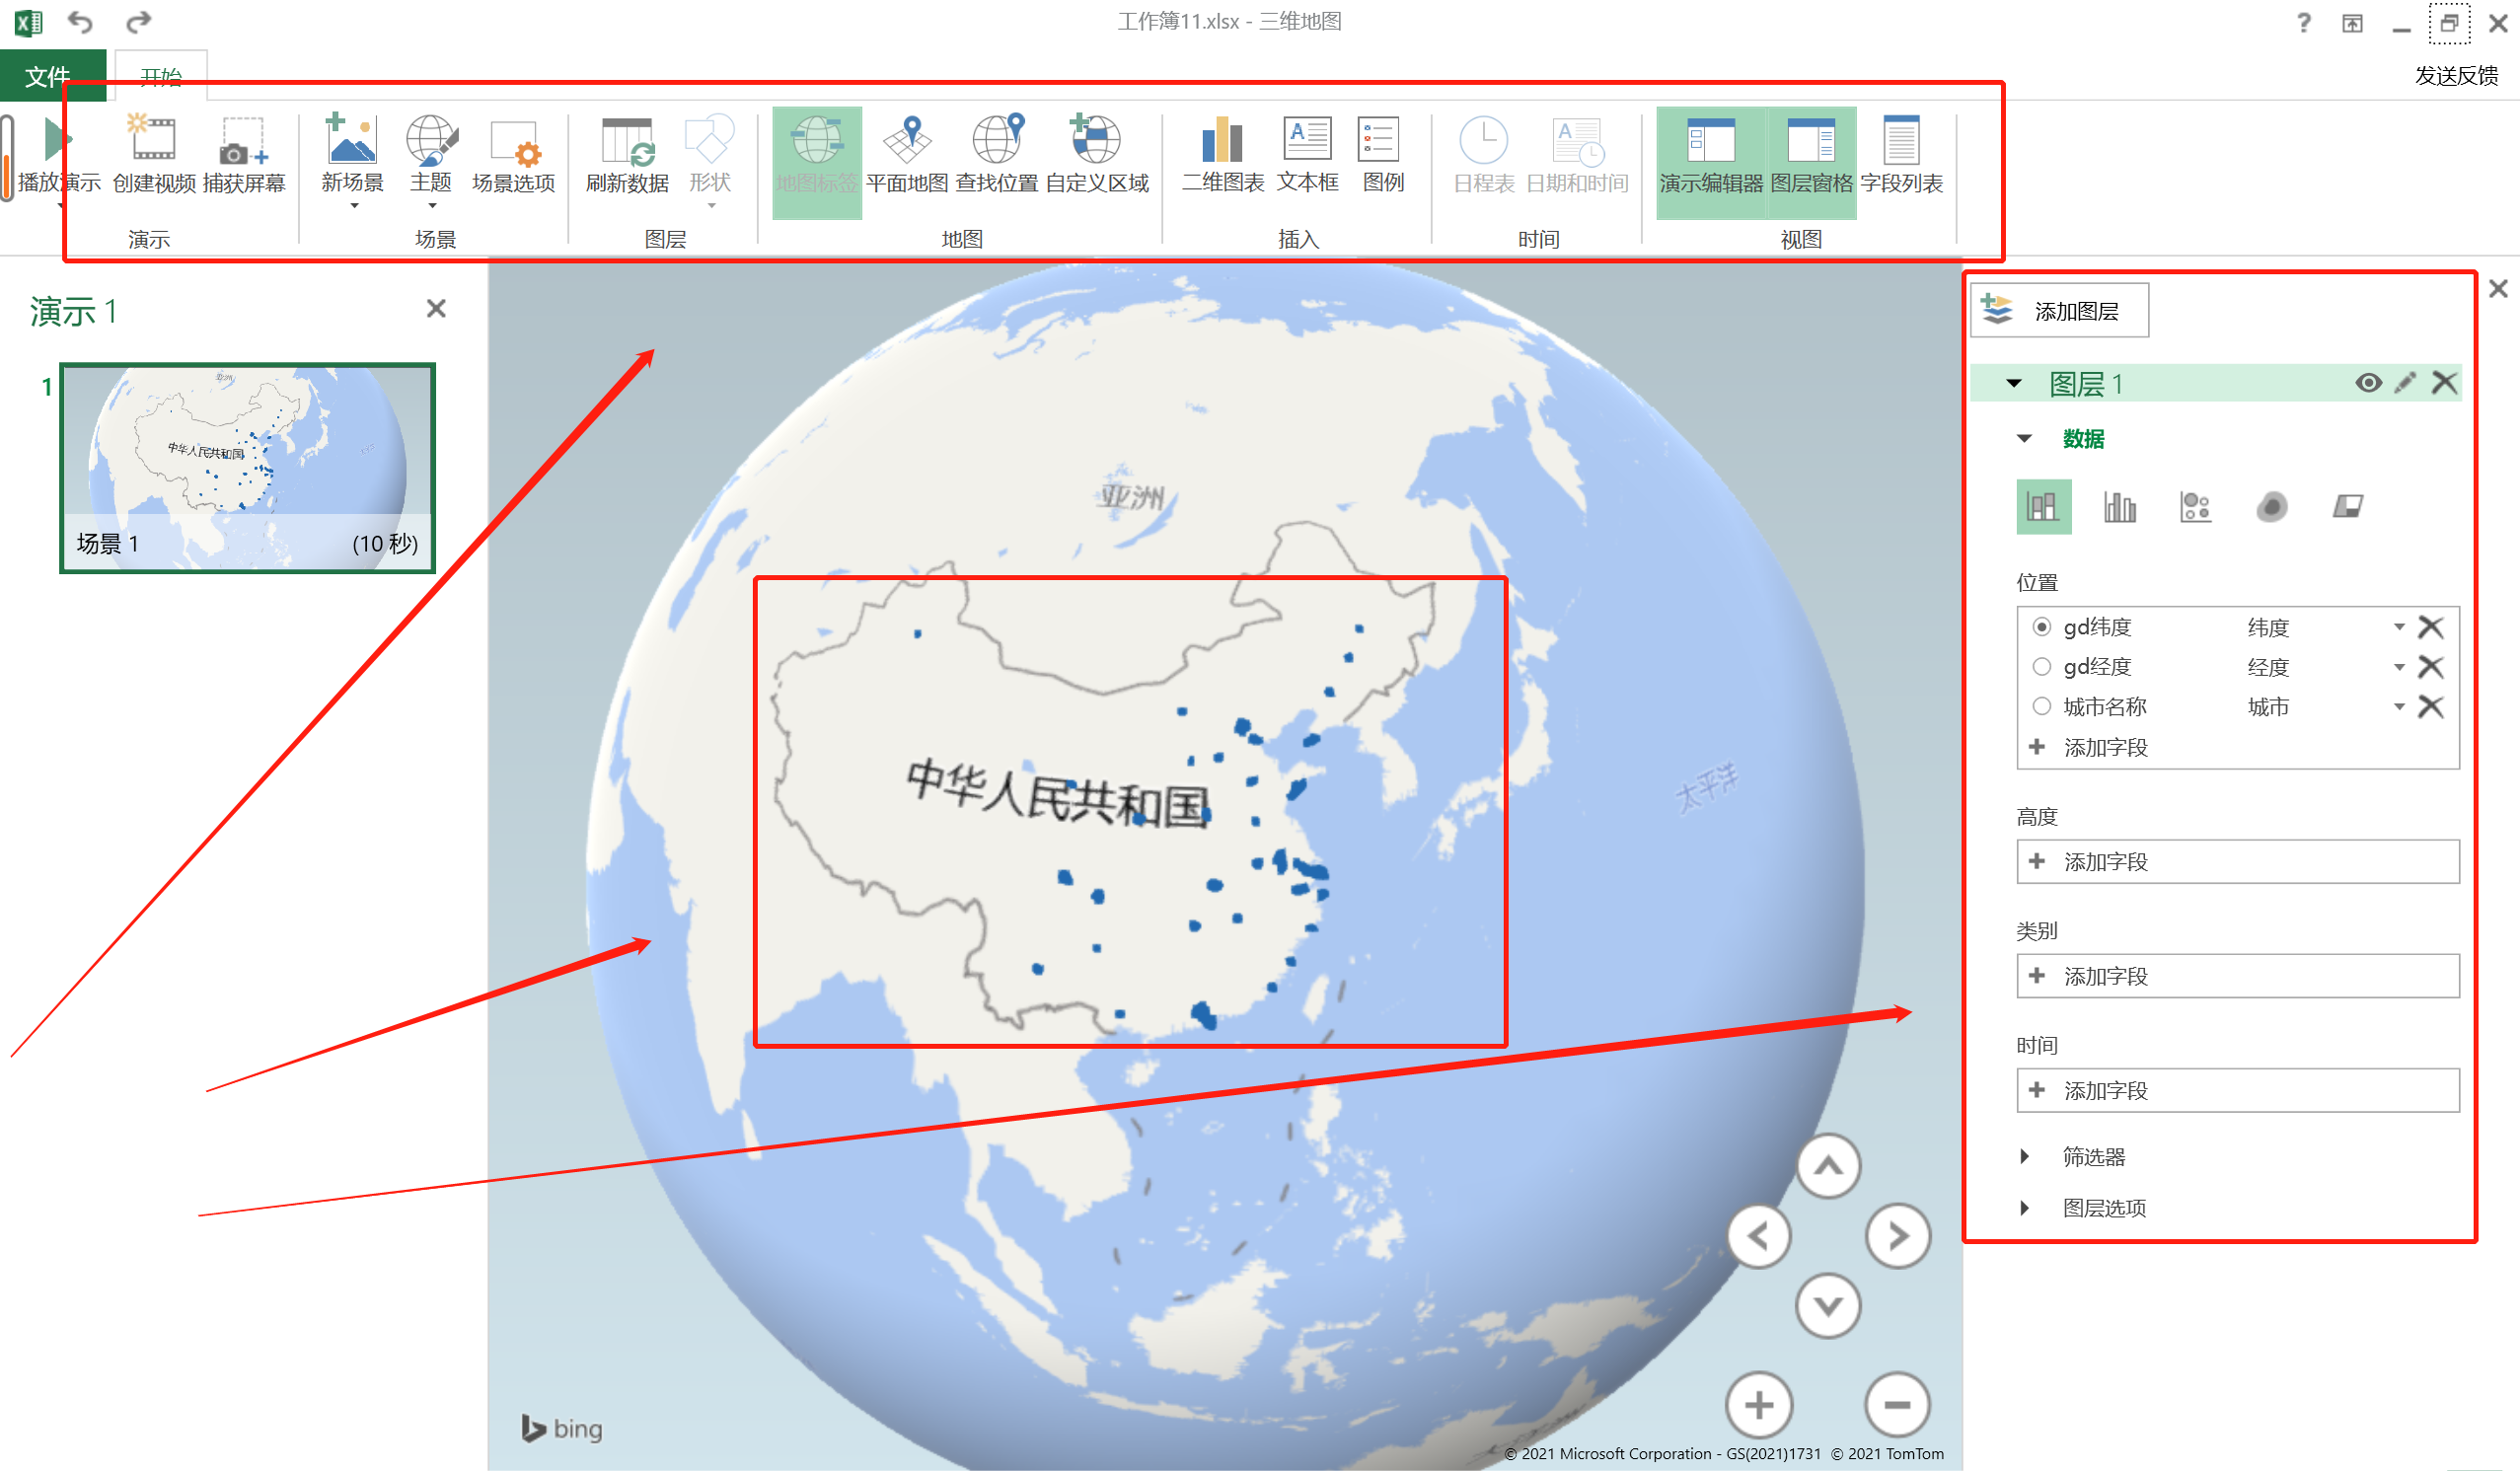 工作簿11.xlsx - 三维地图
文件
开始
发送反馈
播放演示
创建视频
捕获屏幕
新场景
主题
场景选项
刷新数据
形状
地图标签
平面地图
查找位置
自定义区域
二维图表
文本框
图例
日程表
日期和时间
演示编辑器
图层窗格
字段列表
演示
场景
图层
地图
插入
时间
视图
演示 1
1
亚洲
中华人民共和国
场景 1
(10 秒)
亚洲
中华人民共和国
太平洋
bing
© 2021 Microsoft Corporation - GS(2021)1731 © 2021 TomTom
添加图层
图层 1
数据
位置
gd纬度 纬度
gd经度 经度
城市名称 城市
添加字段
高度
添加字段
类别
添加字段
时间
添加字段
筛选器
图层选项